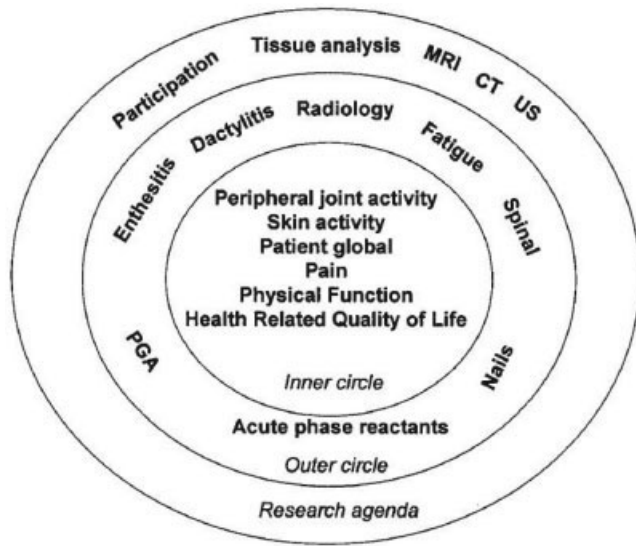 Participation
Tissue analysis
MRI
CT
US
Enthesitis
Dactylitis
Radiology
Fatigue
Spinal
Peripheral joint activity
Skin activity
Patient global
Pain
Physical Function
Health Related Quality of Life
PGA
Nails
Inner circle
Acute phase reactants
Outer circle
Research agenda